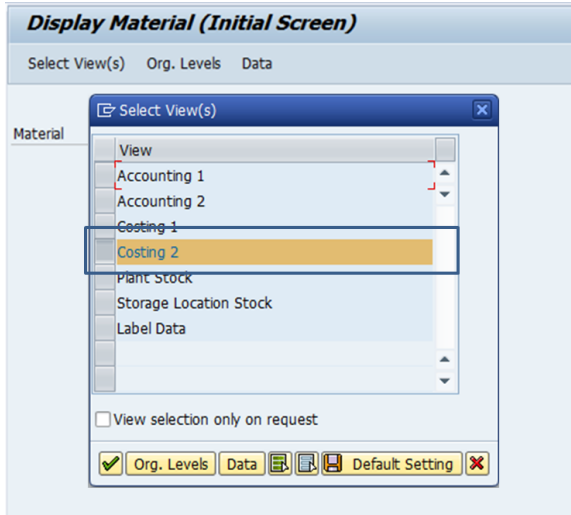 Display Material (Initial Screen)
Select View(s) Org. Levels Data
Select View(s)
Material
View
Accounting 1
Accounting 2
Costing 1
Costing 2
Plant Stock
Storage Location Stock
Label Data
View selection only on request
Org. Levels Data Default Setting